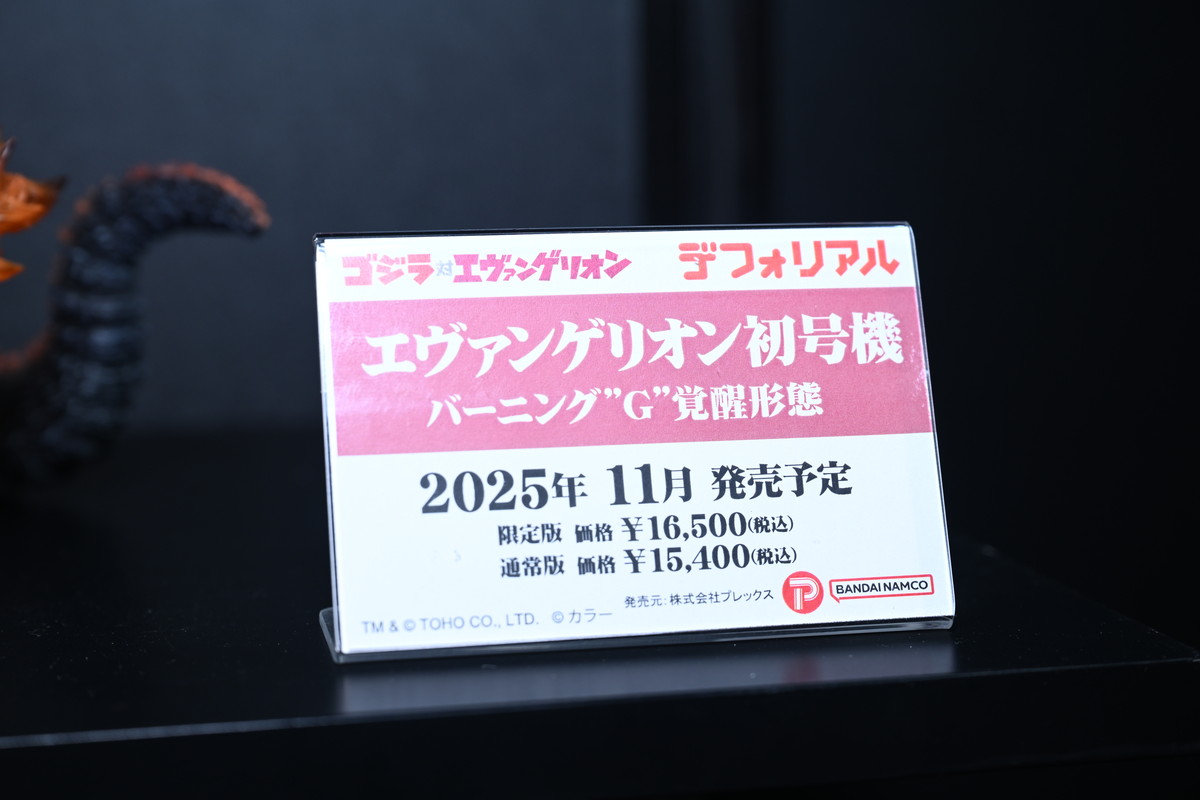 ゴジラ対エヴァンゲリオン デフォリアル
エヴァンゲリオン初号機
バーニング”G”覚醒形態
2025年 11月 発売予定
限定版 価格 ¥16,500(税込)
通常版 価格 ¥15,400(税込)
発売元:株式会社プレックス P BANDAI NAMCO
TM & © TOHO CO., LTD. © カラー